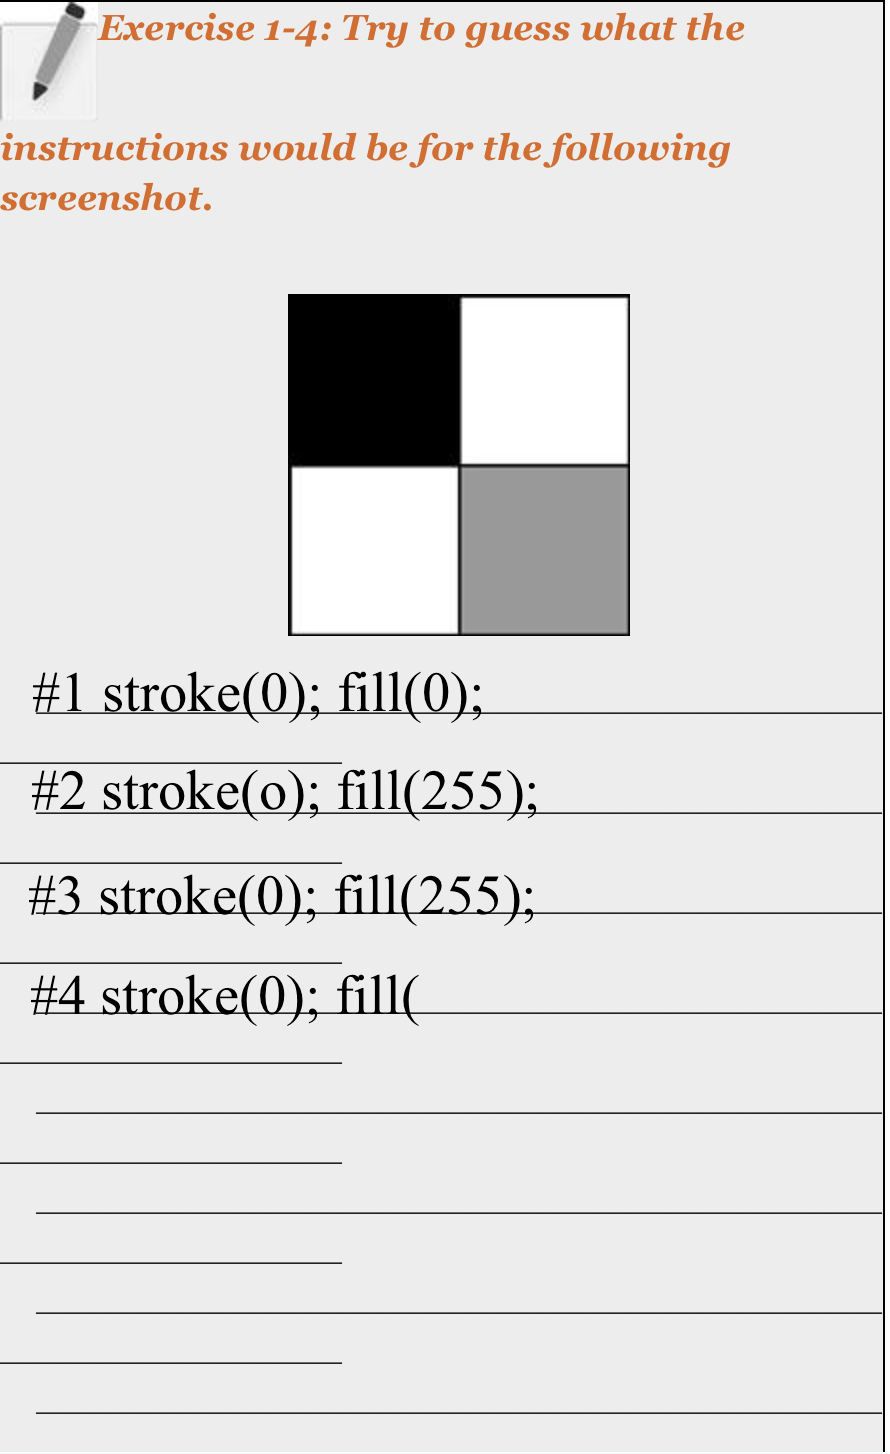 Exercise 1-4: Try to guess what the
instructions would be for the following
screenshot.
#1 stroke(0); fill(0);
#2 stroke(o); fill(255);
#3 stroke(0); fill(255);
#4 stroke(0); fill(